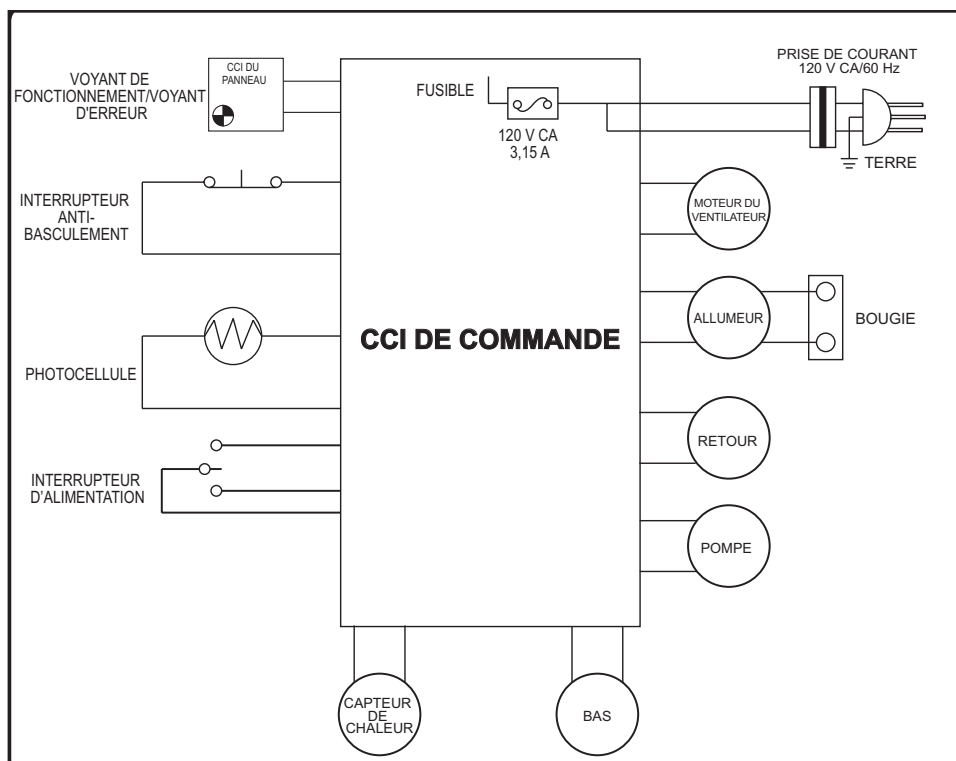 VOYANT DE
FONCTIONNEMENT/VOYANT
D'ERREUR
CCI DU
PANNEAU
FUSIBLE
120 V CA
3,15 A
PRISE DE COURANT
120 V CA/60 Hz
TERRE
INTERRUPTEUR
ANTI-
BASCULEMENT
MOTEUR DU
VENTILATEUR
CCI DE COMMANDE
ALLUMEUR
BOUGIE
PHOTOCELLULE
RETOUR
INTERRUPTEUR
D'ALIMENTATION
POMPE
CAPTEUR
DE
CHALEUR
BAS